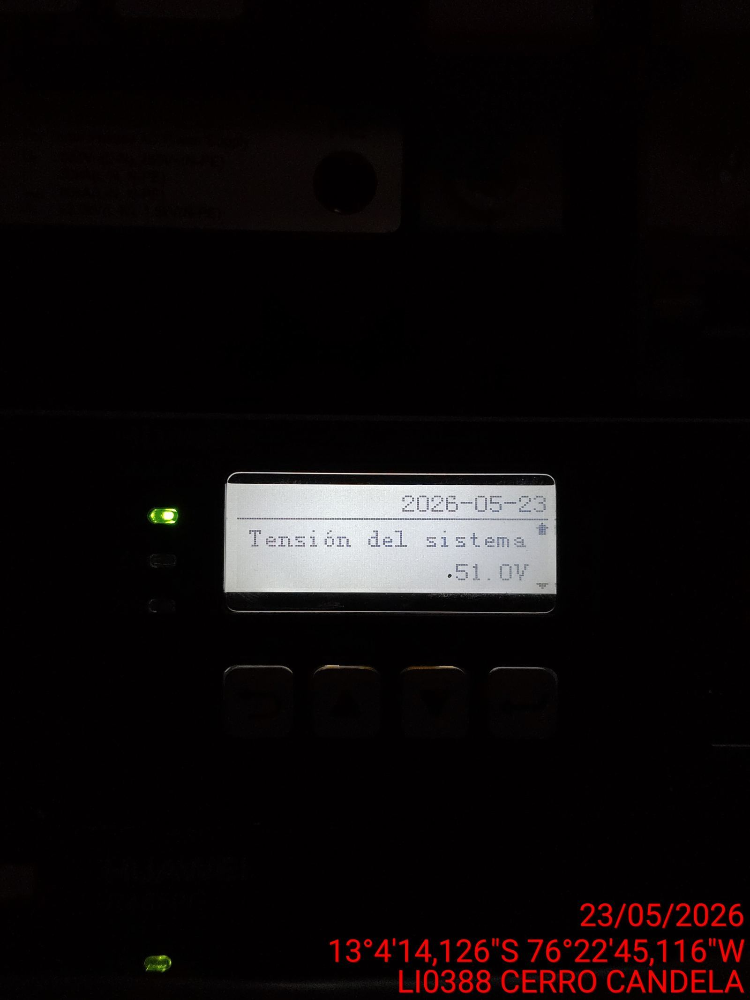 2026-05-23
Tensión del sistema
51.0V
23/05/2026
13°4'14,126"S 76°22'45,116"W
LI0388 CERRO CANDELA